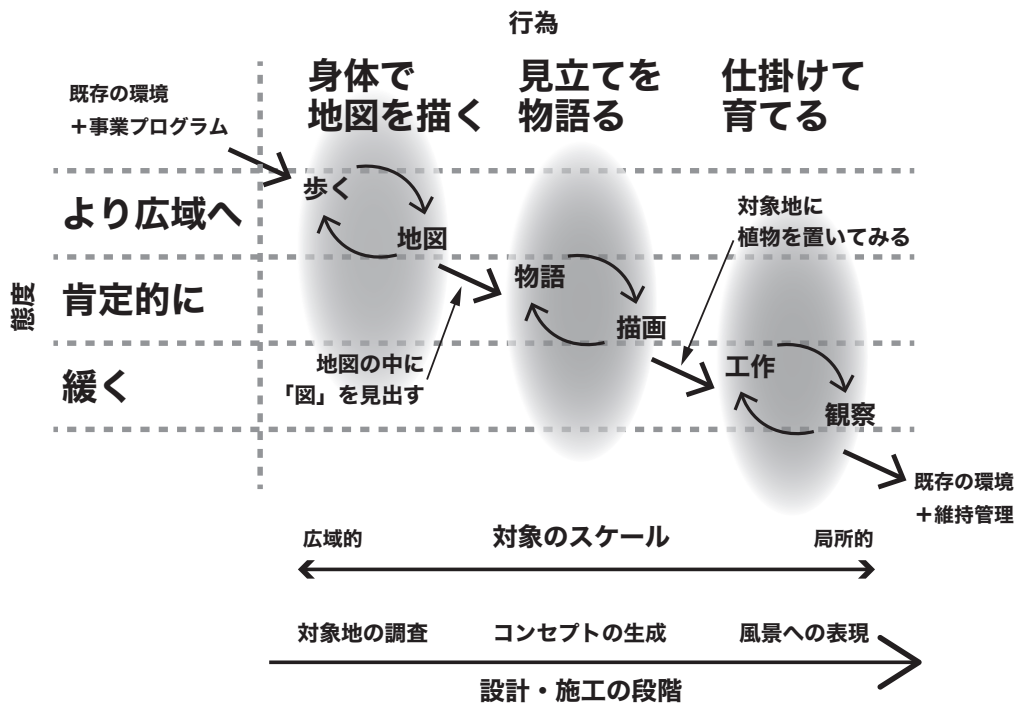 行為
身体で
地図を描く
見立てを
物語る
仕掛けて
育てる
既存の環境
＋事業プログラム
態度
より広域へ
肯定的に
緩く
歩く
地図
地図の中に
「図」を見出す
物語
描画
対象地に
植物を置いてみる
工作
観察
既存の環境
＋維持管理
広域的
対象のスケール
局所的
対象地の調査
コンセプトの生成
風景への表現
設計・施工の段階